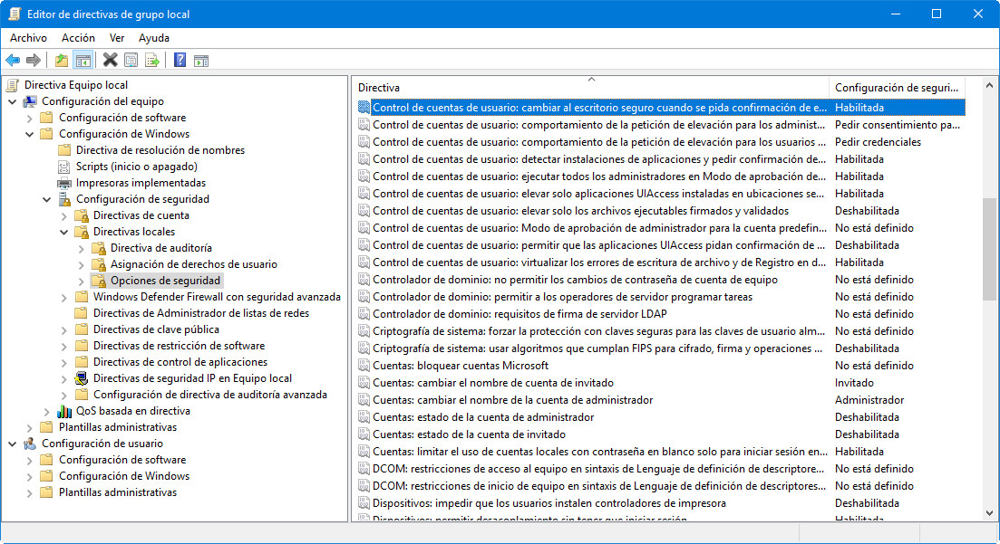 Editor de directivas de grupo local
Archivo Acción Ver Ayuda
Directiva Equipo local
Configuración del equipo
Configuración de software
Configuración de Windows
Directiva de resolución de nombres
Scripts (inicio o apagado)
Impresoras implementadas
Configuración de seguridad
Directivas de cuenta
Directivas locales
Directiva de auditoría
Asignación de derechos de usuario
Opciones de seguridad
Windows Defender Firewall con seguridad avanzada
Directivas de Administrador de listas de redes
Directivas de clave pública
Directivas de restricción de software
Directivas de control de aplicaciones
Directivas de seguridad IP en Equipo local
Configuración de directiva de auditoría avanzada
QoS basada en directiva
Plantillas administrativas
Configuración de usuario
Configuración de software
Configuración de Windows
Plantillas administrativas
Directiva Configuración de seguri...
Control de cuentas de usuario: cambiar al escritorio seguro cuando se pida confirmación de e... Habilitada
Control de cuentas de usuario: comportamiento de la petición de elevación para los administ... Pedir consentimiento pa...
Control de cuentas de usuario: comportamiento de la petición de elevación para los usuarios ... Pedir credenciales
Control de cuentas de usuario: detectar instalaciones de aplicaciones y pedir confirmación de... Habilitada
Control de cuentas de usuario: ejecutar todos los administradores en Modo de aprobación de... Habilitada
Control de cuentas de usuario: elevar solo aplicaciones UIAccess instaladas en ubicaciones se... Habilitada
Control de cuentas de usuario: elevar solo los archivos ejecutables firmados y validados Deshabilitada
Control de cuentas de usuario: Modo de aprobación de administrador para la cuenta predefin... No está definido
Control de cuentas de usuario: permitir que las aplicaciones UIAccess pidan confirmación de ... Deshabilitada
Control de cuentas de usuario: virtualizar los errores de escritura de archivo y de Registro en d... Habilitada
Controlador de dominio: no permitir los cambios de contraseña de cuenta de equipo No está definido
Controlador de dominio: permitir a los operadores de servidor programar tareas No está definido
Controlador de dominio: requisitos de firma de servidor LDAP No está definido
Criptografía de sistema: forzar la protección con claves seguras para las claves de usuario alm... No está definido
Criptografía de sistema: usar algoritmos que cumplan FIPS para cifrado, firma y operaciones ... Deshabilitada
Cuentas: bloquear cuentas Microsoft No está definido
Cuentas: cambiar el nombre de cuenta de invitado Invitado
Cuentas: cambiar el nombre de la cuenta de administrador Administrador
Cuentas: estado de la cuenta de administrador Deshabilitada
Cuentas: estado de la cuenta de invitado Deshabilitada
Cuentas: limitar el uso de cuentas locales con contraseña en blanco solo para iniciar sesión en... Habilitada
DCOM: restricciones de acceso al equipo en sintaxis de Lenguaje de definición de descriptore... No está definido
DCOM: restricciones de inicio de equipo en sintaxis de Lenguaje de definición de descriptores... No está definido
Dispositivos: impedir que los usuarios instalen controladores de impresora Deshabilitada
Dispositivos: permitir desacoplamiento sin tener que iniciar sesión Habilitada